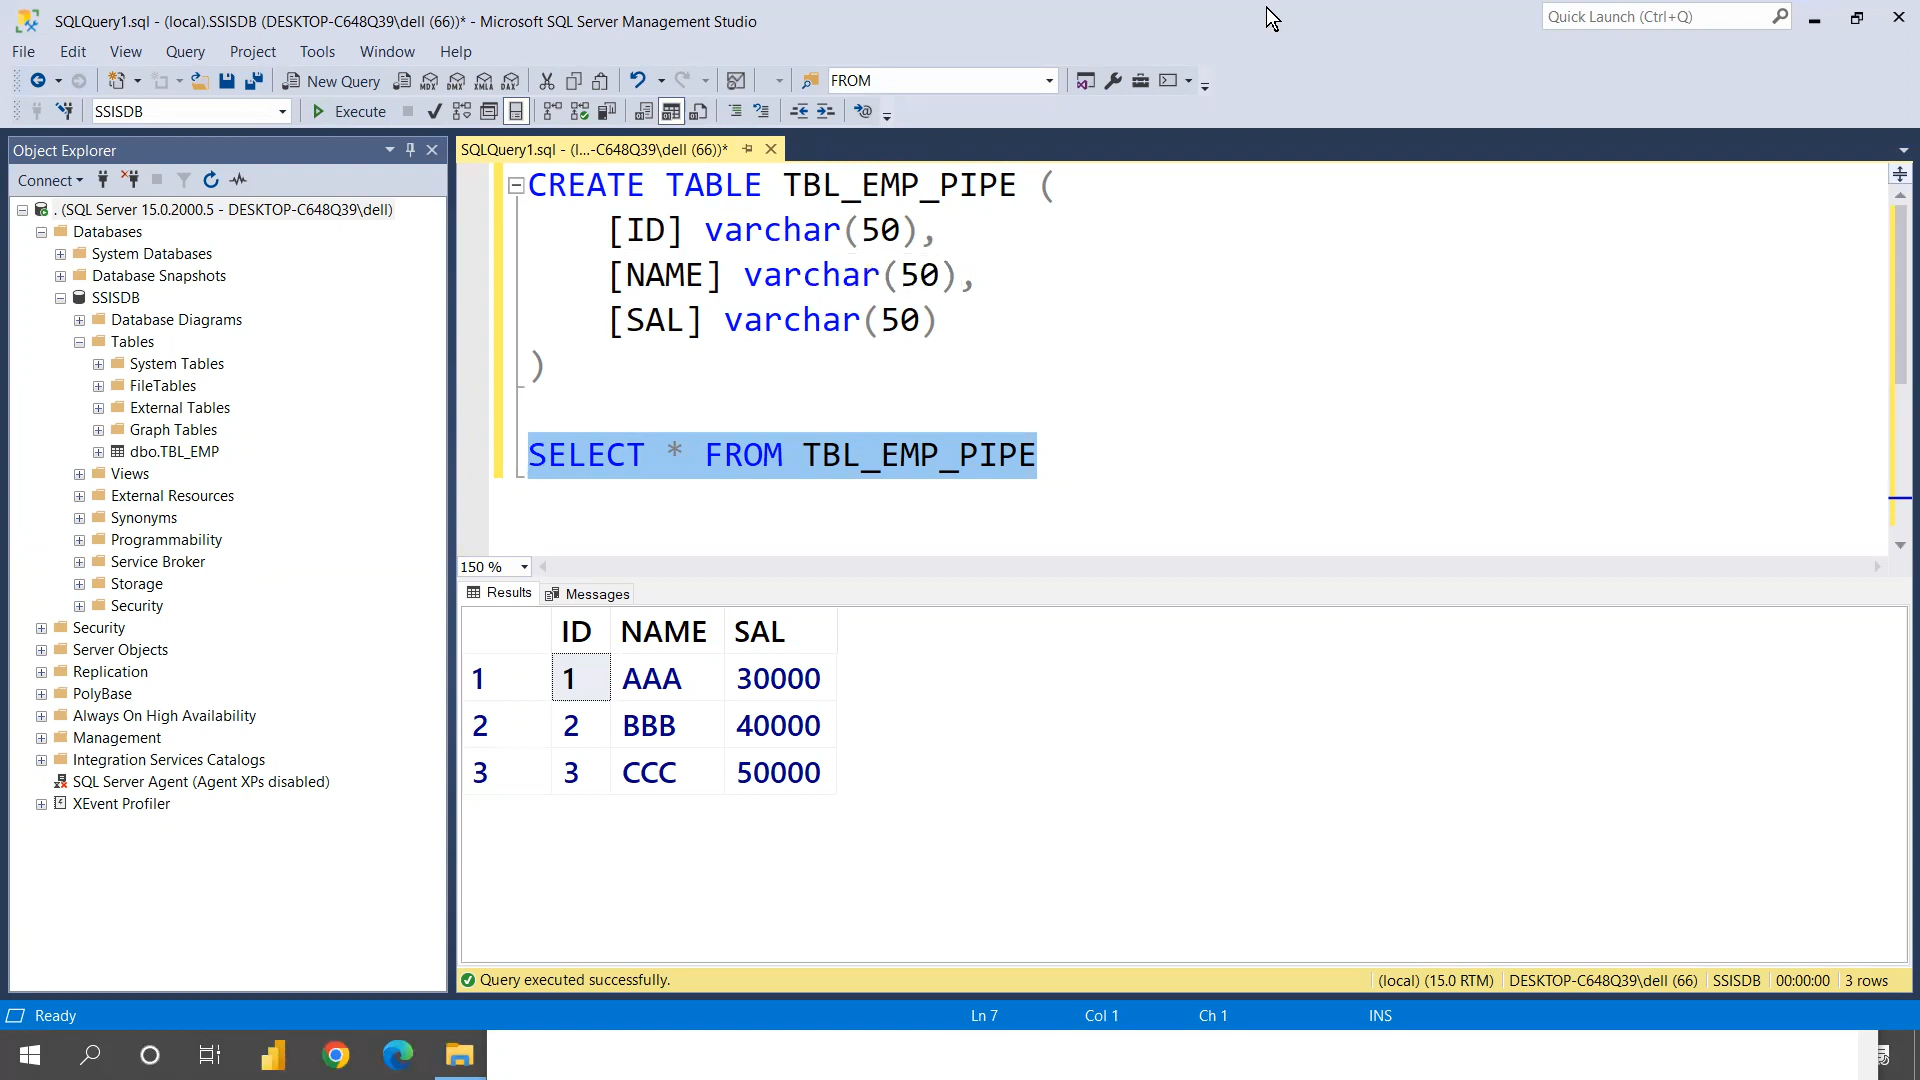 SQLQuery1.sql - (local).SSISDB (DESKTOP-C648Q39\dell (66))* - Microsoft SQL Server Management Studio
Quick Launch (Ctrl+Q)
File Edit View Query Project Tools Window Help
New Query MDX DMX XMLA DAX FROM
SSISDB Execute
Object Explorer
Connect
. (SQL Server 15.0.2000.5 - DESKTOP-C648Q39\dell)
Databases
System Databases
Database Snapshots
SSISDB
Database Diagrams
Tables
System Tables
FileTables
External Tables
Graph Tables
dbo.TBL_EMP
Views
External Resources
Synonyms
Programmability
Service Broker
Storage
Security
Security
Server Objects
Replication
PolyBase
Always On High Availability
Management
Integration Services Catalogs
SQL Server Agent (Agent XPs disabled)
XEvent Profiler
SQLQuery1.sql - (l...-C648Q39\dell (66))*
CREATE TABLE TBL_EMP_PIPE (
[ID] varchar(50),
[NAME] varchar(50),
[SAL] varchar(50)
)
SELECT * FROM TBL_EMP_PIPE
150 %
Results Messages
ID NAME SAL
1 1 AAA 30000
2 2 BBB 40000
3 3 CCC 50000
Query executed successfully. (local) (15.0 RTM) DESKTOP-C648Q39\dell (66) SSISDB 00:00:00 3 rows
Ready Ln 7 Col 1 Ch 1 INS